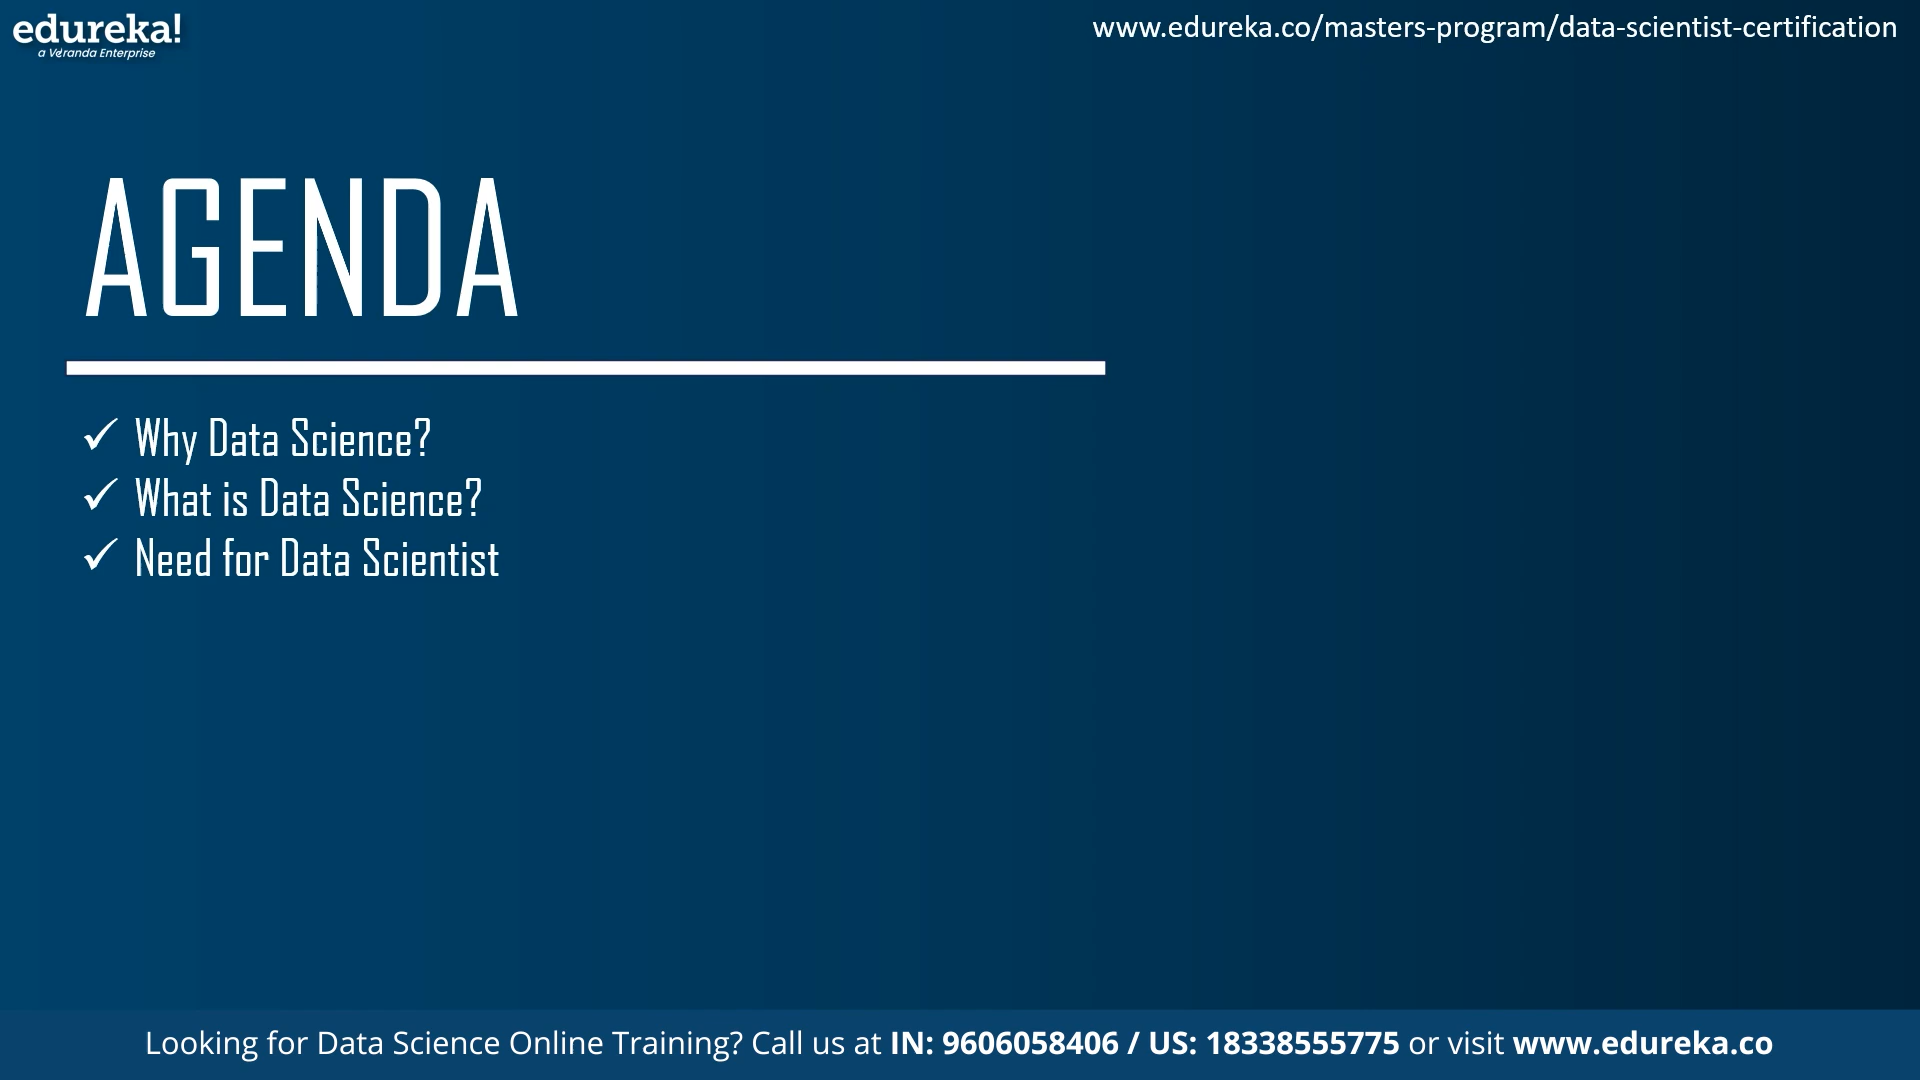 edureka!
a Veranda Enterprise
www.edureka.co/masters-program/data-scientist-certification
AGENDA
✓ Why Data Science?
✓ What is Data Science?
✓ Need for Data Scientist
Looking for Data Science Online Training? Call us at IN: 9606058406 / US: 18338555775 or visit www.edureka.co